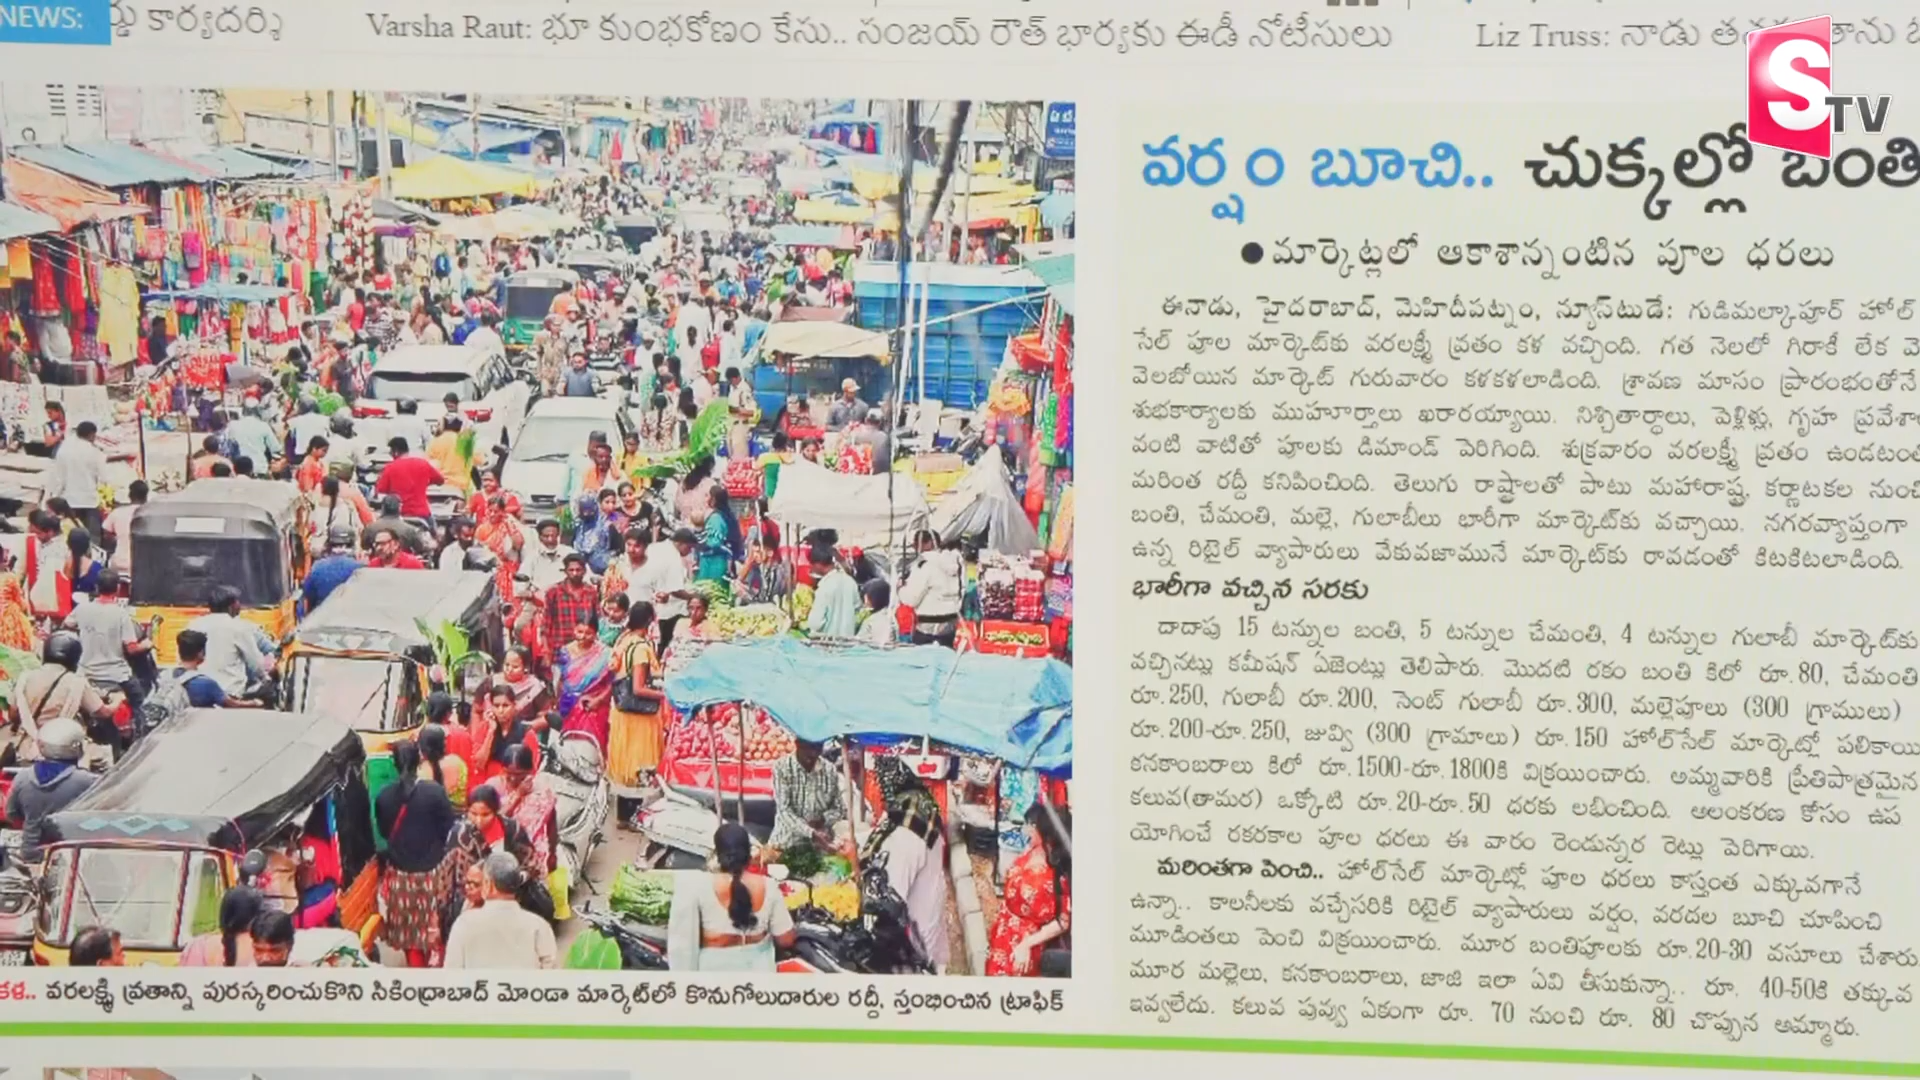 NEWS:
కార్యదర్శి
Varsha Raut: భూ కుంభకోణం కేసు.. సంజయ్ రౌత్ భార్యకు ఈడీ నోటీసులు
Liz Truss: నాడు
STV
వర్షం బూచి.. చుక్కల్లో బంతి
●మార్కెట్లలో ఆకాశాన్నంటిన పూల ధరలు
ఈనాడు, హైదరాబాద్, మెహిదీపట్నం, న్యూస్‌టుడే: గుడిమల్కాపూర్ హోల్
సేల్ పూల మార్కెట్‌కు వరలక్ష్మీ వ్రతం కళ వచ్చింది. గత నెలలో గిరాకీ లేక
వెలబోయిన మార్కెట్ గురువారం కళకళలాడింది. శ్రావణ మాసం ప్రారంభంతోనే
శుభకార్యాలకు ముహూర్తాలు ఖరారయ్యాయి. నిశ్చితార్థాలు, పెళ్లిళ్లు, గృహ
వంటి వాటితో పూలకు డిమాండ్ పెరిగింది. శుక్రవారం వరలక్ష్మీ వ్రతం
మరింత రద్దీ కనిపించింది. తెలుగు రాష్ట్రాలతో పాటు మహారాష్ట్ర, కర్ణాటకల నుంచి
బంతి, చేమంతి, మల్లె, గులాబీలు భారీగా మార్కెట్‌కు వచ్చాయి. నగరవ్యాప్తంగా
ఉన్న రిటైల్ వ్యాపారులు వేకువజామునే మార్కెట్‌కు రావడంతో కిటకిటలాడింది.
భారీగా వచ్చిన సరకు
దాదాపు 15 టన్నుల బంతి, 5 టన్నుల చేమంతి, 4 టన్నుల గులాబీ మార్కెట్‌కు
వచ్చినట్లు కమీషన్ ఏజెంట్లు తెలిపారు. మొదటి రకం బంతి కిలో రూ.80, చేమంతి
రూ.250, గులాబీ రూ.200, సెంట్ గులాబీ రూ.300, మల్లెపూలు (300 గ్రాములు)
రూ.200-రూ.250, జువ్వి (300 గ్రామాలు) రూ.150 హోల్‌సేల్ మార్కెట్లో పలికాయి
కనకాంబరాలు కిలో రూ.1500-రూ.1800కి విక్రయించారు. అమ్మవారికి ప్రీతిపాత్రమైన
కలువ(తామర) ఒక్కోటి రూ.20-రూ.50 ధరకు లభించింది. అలంకరణ కోసం ఉప
యోగించే రకరకాల పూల ధరలు ఈ వారం రెండున్నర రెట్లు పెరిగాయి.
మరింతగా పెంచి.. హోల్‌సేల్ మార్కెట్లో పూల ధరలు కాస్తంత ఎక్కువగానే
ఉన్నా.. కాలనీలకు వచ్చేసరికి రిటైల్ వ్యాపారులు వర్షం, వరదల బూచి చూపించి
మూడింతలు పెంచి విక్రయించారు. మూర బంతిపూలకు రూ.20-30 వసూలు చేశారు.
మూర మల్లెలు, కనకాంబరాలు, జాజి ఇలా ఏవి తీసుకున్నా.. రూ. 40-50కి తక్కువ
ఇవ్వలేదు. కలువ పువ్వు ఏకంగా రూ. 70 నుంచి రూ. 80 చొప్పున అమ్మారు.
కళ.. వరలక్ష్మి వ్రతాన్ని పురస్కరించుకొని సికింద్రాబాద్ మోండా మార్కెట్‌లో కొనుగోలుదారుల రద్దీ, స్తంభించిన ట్రాఫిక్